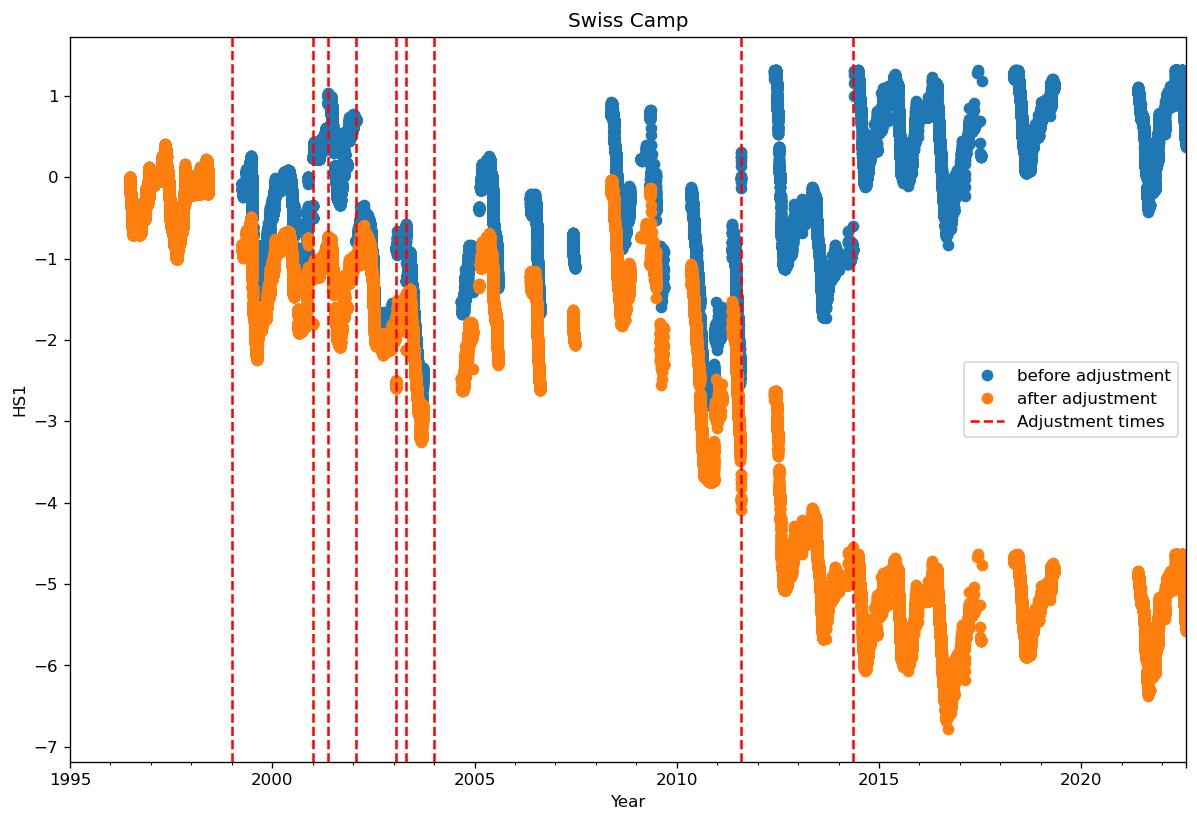 Swiss Camp
HS1
1
0
−1
−2
−3
−4
−5
−6
−7
before adjustment
after adjustment
Adjustment times
1995 2000 2005 2010 2015 2020
Year